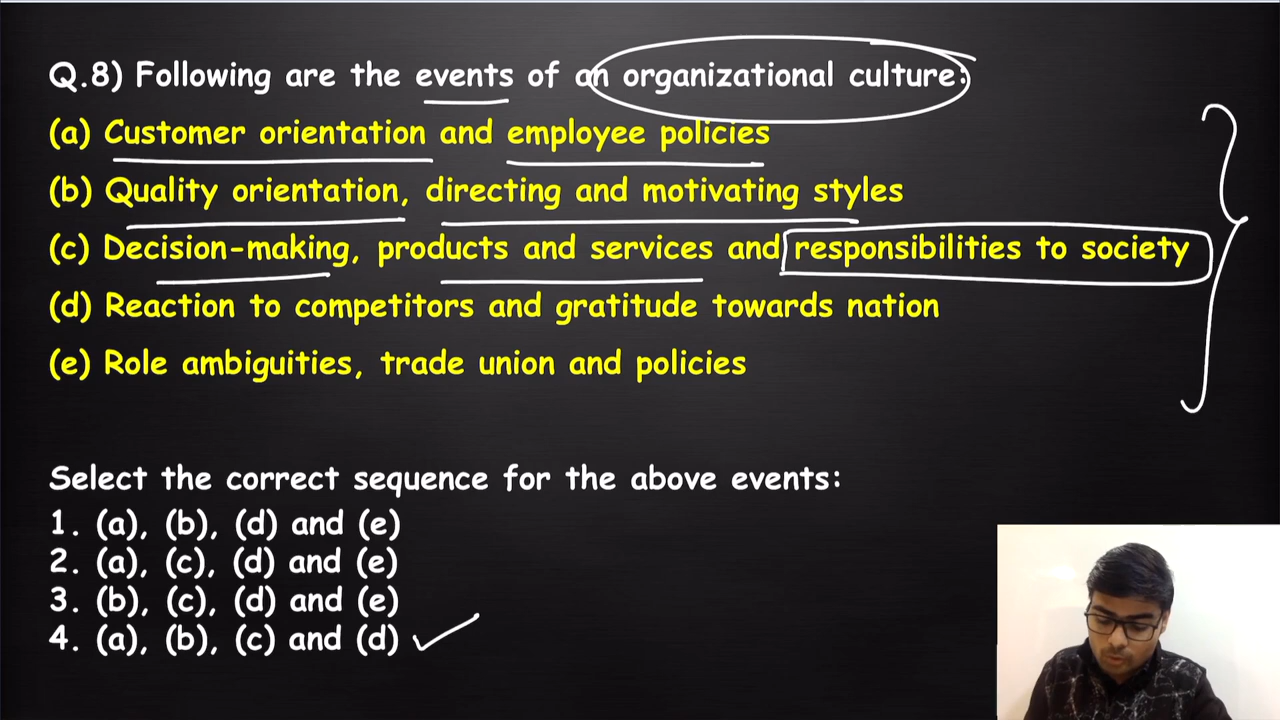 Q.8) Following are the events of an organizational culture:
(a) Customer orientation and employee policies
(b) Quality orientation, directing and motivating styles
(c) Decision-making, products and services and responsibilities to society
(d) Reaction to competitors and gratitude towards nation
(e) Role ambiguities, trade union and policies
Select the correct sequence for the above events:
1. (a), (b), (d) and (e)
2. (a), (c), (d) and (e)
3. (b), (c), (d) and (e)
4. (a), (b), (c) and (d)